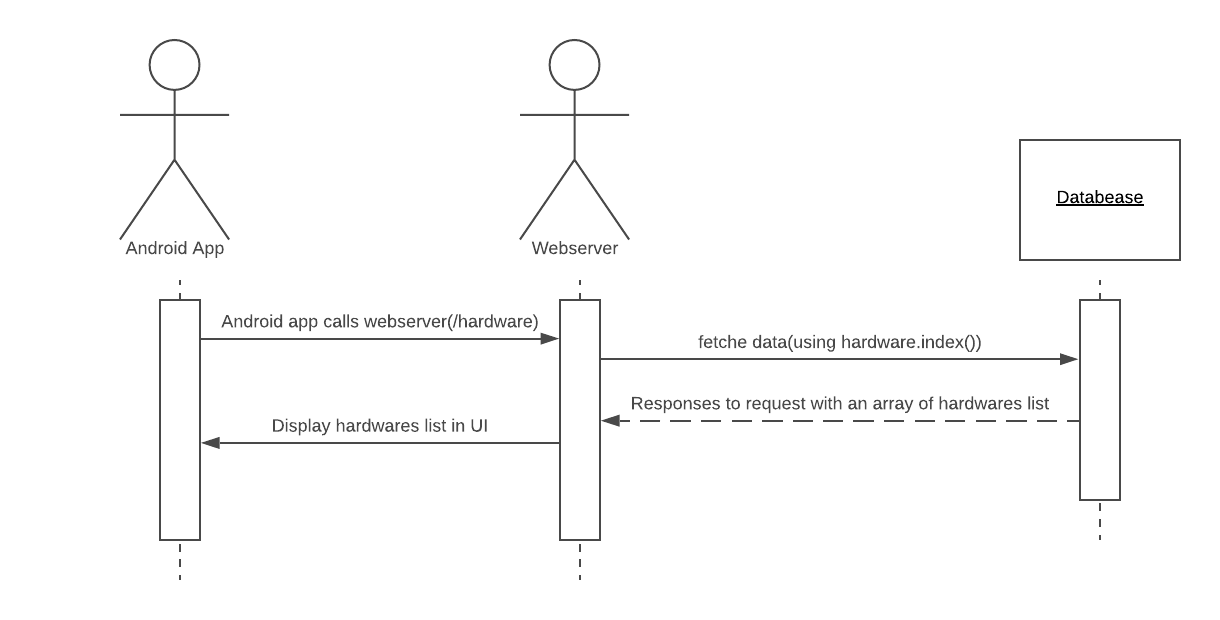 Android App
Webserver
Databease
Android app calls webserver(/hardware)
fetche data(using hardware.index())
Responses to request with an array of hardwares list
Display hardwares list in UI